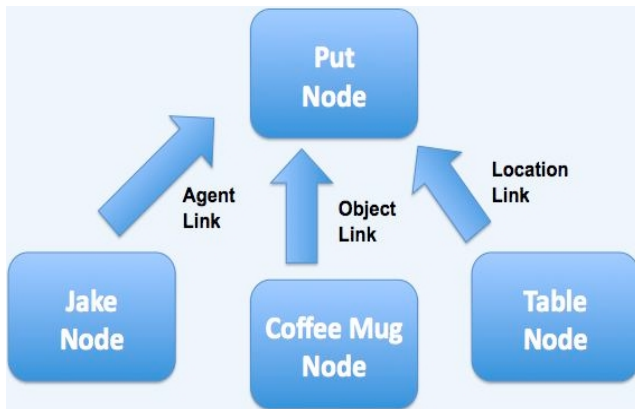 Put
Node
Agent
Link
Object
Link
Location
Link
Jake
Node
Coffee Mug
Node
Table
Node